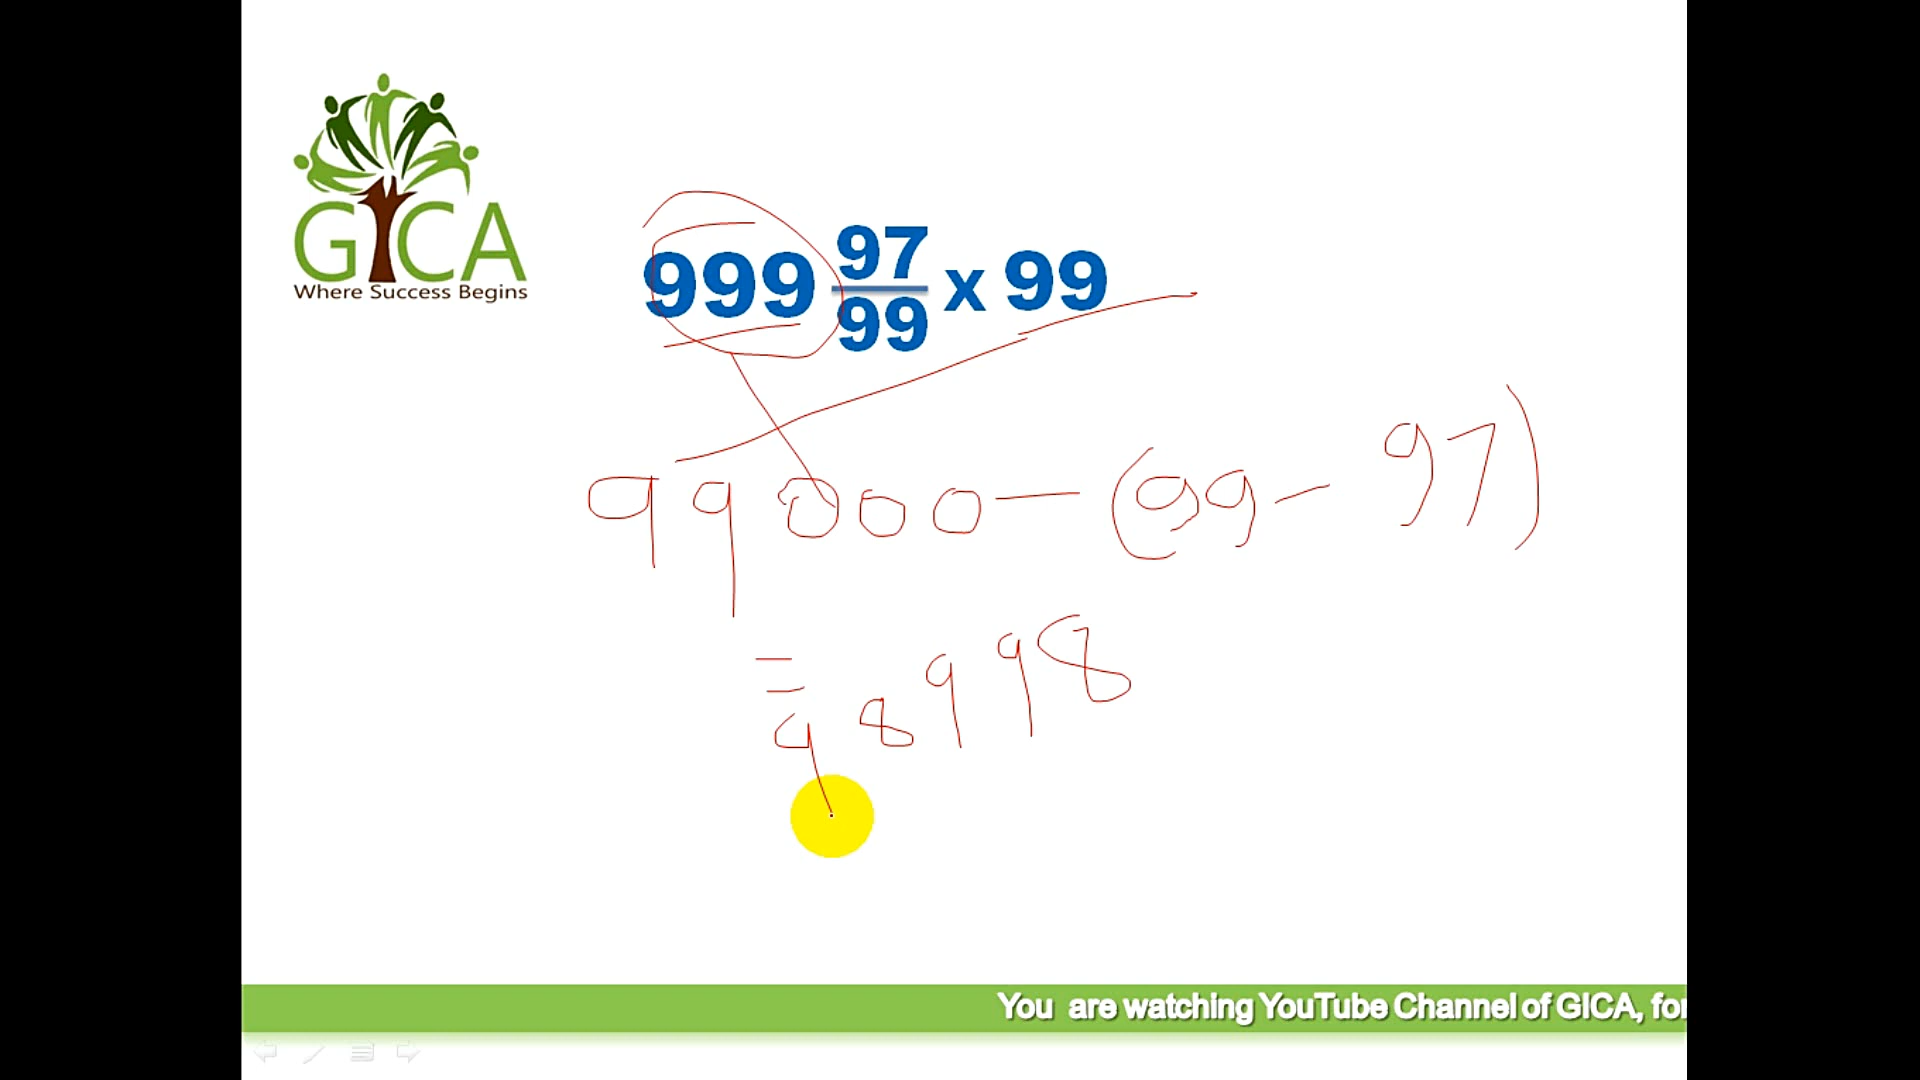 GICA
Where Success Begins
999 97/99 x 99
99000 - (99 - 97)
= 98998
You are watching YouTube Channel of GICA, for